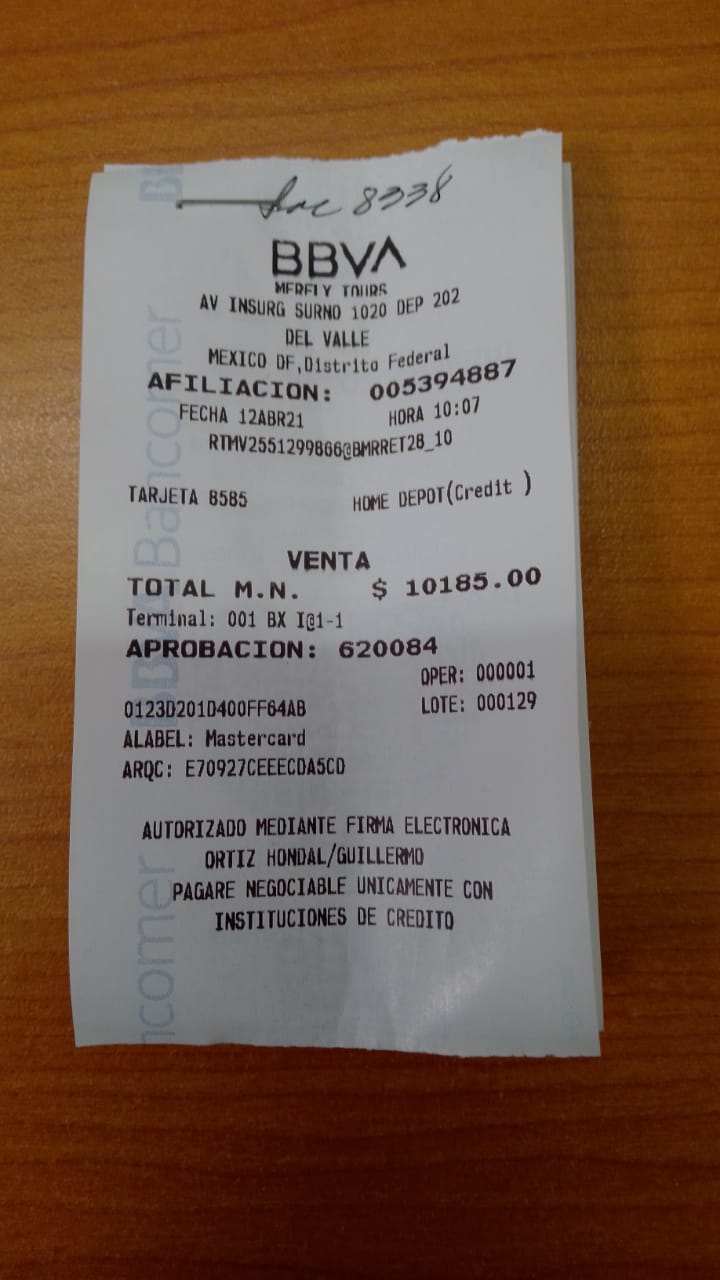 8338
BBVA
MERELY TOURS
AV INSURG SURNO 1020 DEP 202
DEL VALLE
MEXICO DF,Distrito Federal
AFILIACION: 005394887
FECHA 12ABR21 HORA 10:07
RTMV2551299866@BMRRET28_10
TARJETA 8585 HOME DEPOT(Credit )
VENTA
TOTAL M.N. $ 10185.00
Terminal: 001 BX I@1-1
APROBACION: 620084
OPER: 000001
0123D201D400FF64AB LOTE: 000129
ALABEL: Mastercard
ARQC: E70927CEEECDA5CD
AUTORIZADO MEDIANTE FIRMA ELECTRONICA
ORTIZ HONDAL/GUILLERMO
PAGARE NEGOCIABLE UNICAMENTE CON
INSTITUCIONES DE CREDITO
BBVA Bancomer